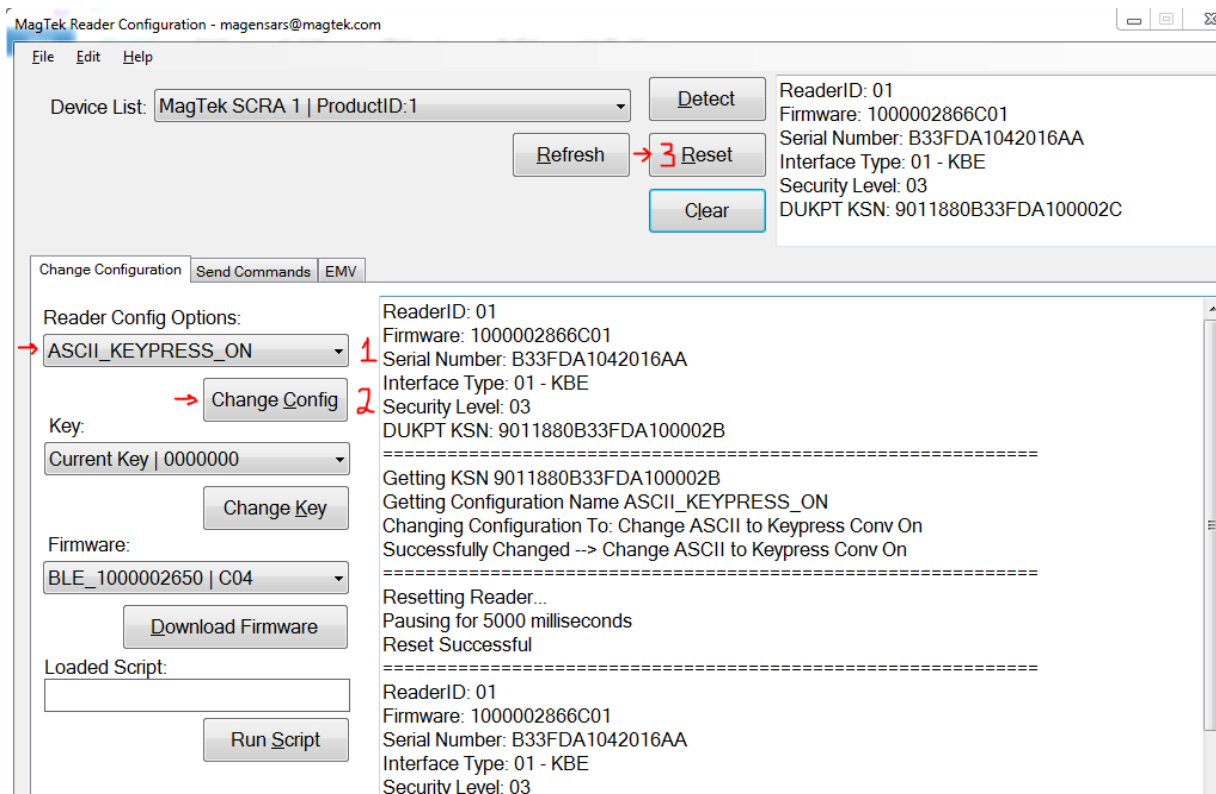 MagTek Reader Configuration - magensars@magtek.com
File Edit Help
Device List: MagTek SCRA 1 | ProductID:1
Detect
Refresh
3 Reset
Clear
ReaderID: 01
Firmware: 1000002866C01
Serial Number: B33FDA1042016AA
Interface Type: 01 - KBE
Security Level: 03
DUKPT KSN: 9011880B33FDA100002C
Change Configuration Send Commands EMV
Reader Config Options:
ASCII_KEYPRESS_ON 1
Change Config 2
Key:
Current Key | 0000000
Change Key
Firmware:
BLE_1000002650 | C04
Download Firmware
Loaded Script:
Run Script
ReaderID: 01
Firmware: 1000002866C01
Serial Number: B33FDA1042016AA
Interface Type: 01 - KBE
Security Level: 03
DUKPT KSN: 9011880B33FDA100002B
=============================================================
Getting KSN 9011880B33FDA100002B
Getting Configuration Name ASCII_KEYPRESS_ON
Changing Configuration To: Change ASCII to Keypress Conv On
Successfully Changed --> Change ASCII to Keypress Conv On
=============================================================
Resetting Reader...
Pausing for 5000 milliseconds
Reset Successful
=============================================================
ReaderID: 01
Firmware: 1000002866C01
Serial Number: B33FDA1042016AA
Interface Type: 01 - KBE
Security Level: 03